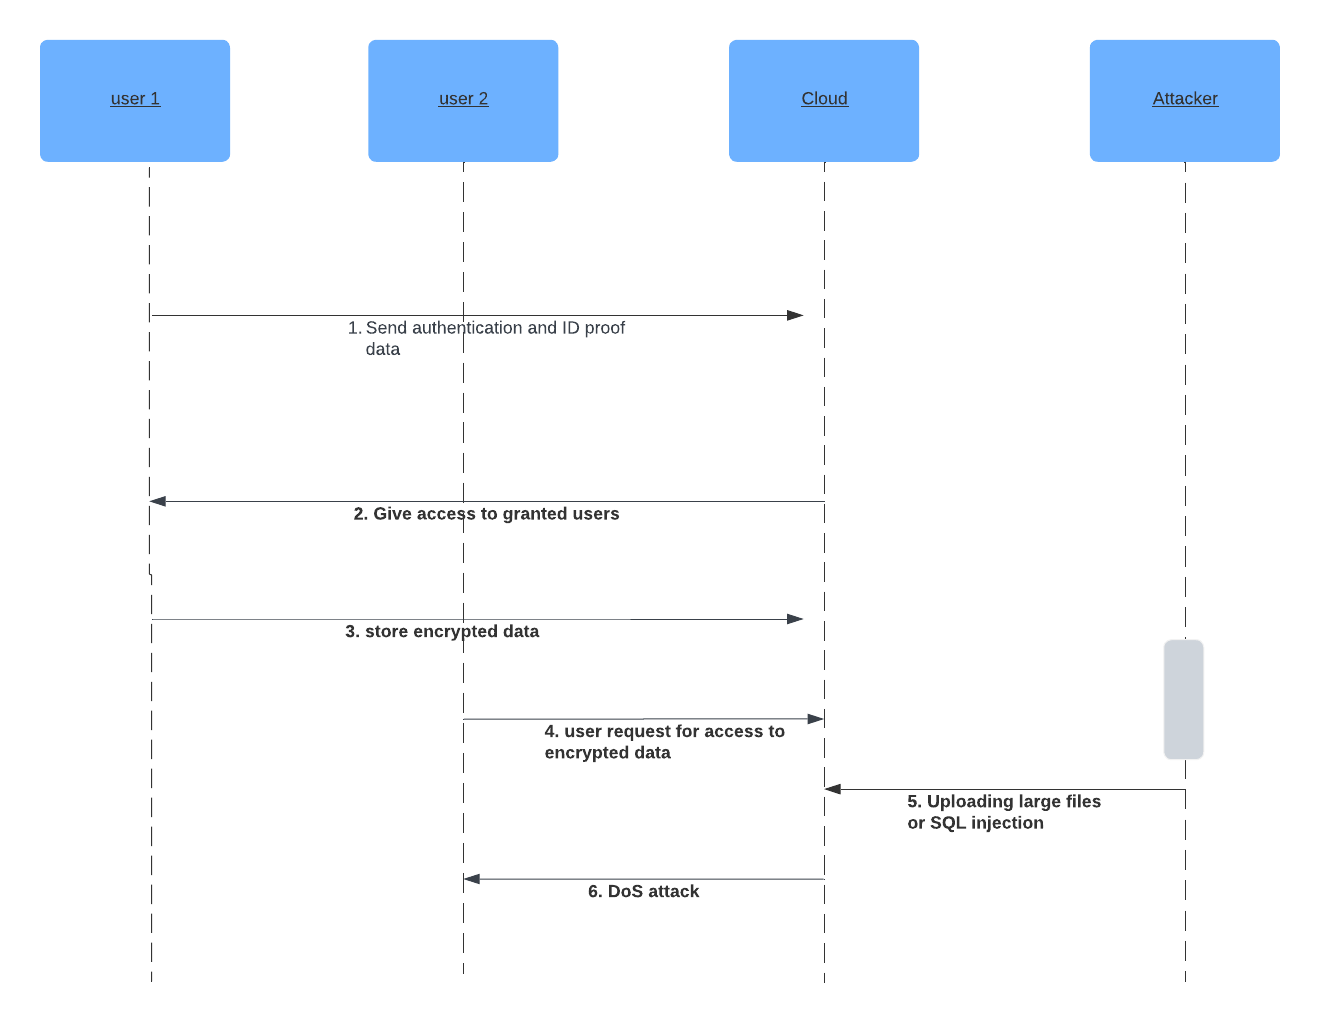 user 1
user 2
Cloud
Attacker
1. Send authentication and ID proof
data
2. Give access to granted users
3. store encrypted data
4. user request for access to
encrypted data
5. Uploading large files
or SQL injection
6. DoS attack